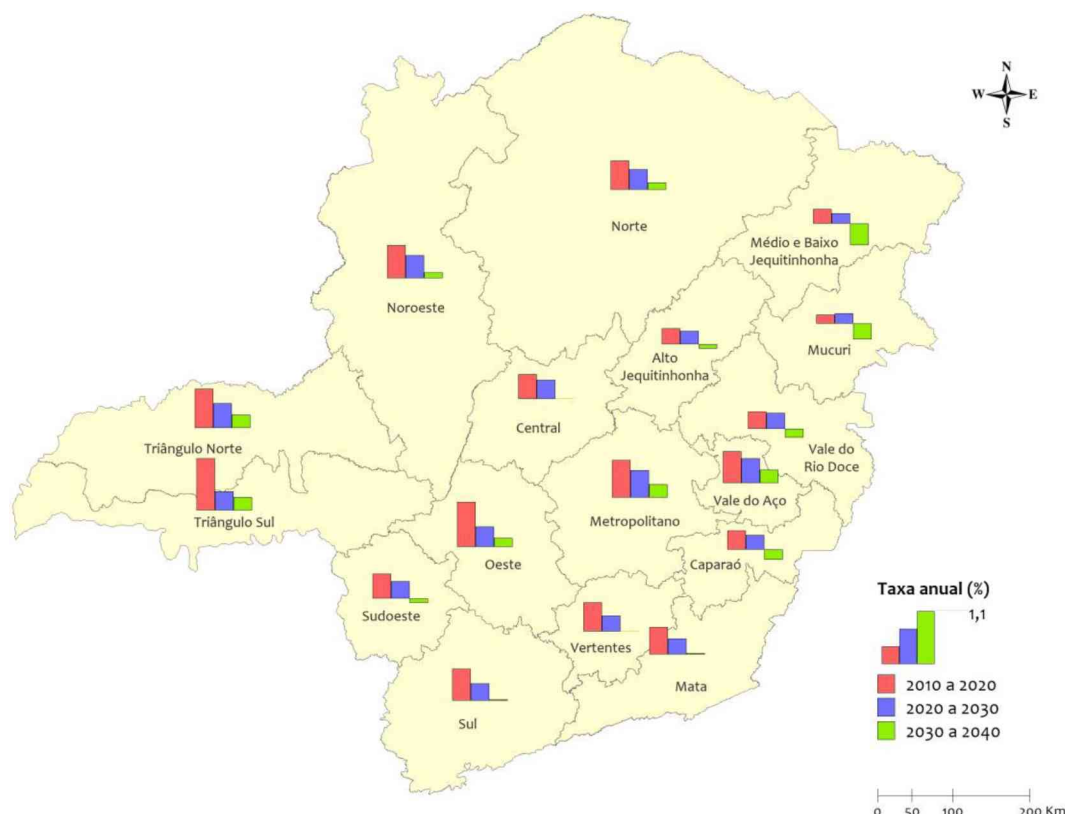 N
W E
S
Norte
Médio e Baixo
Jequitinhonha
Noroeste
Mucuri
Alto
Jequitinhonha
Central
Triângulo Norte
Vale do
Rio Doce
Vale do Aço
Triângulo Sul
Metropolitano
Oeste
Caparaó
Sudoeste
Vertentes
Mata
Sul
Taxa anual (%)
1,1
2010 a 2020
2020 a 2030
2030 a 2040
0 50 100 200 Km